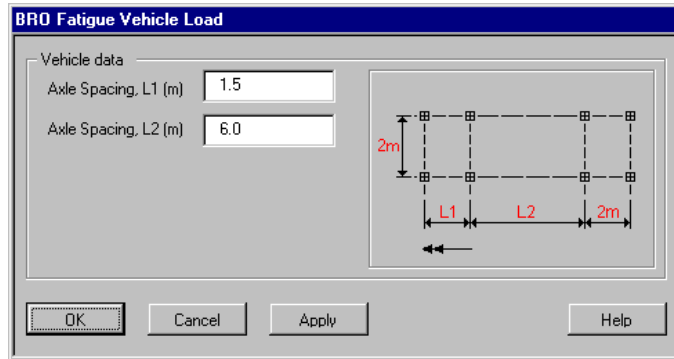 BRO Fatigue Vehicle Load
Vehicle data
Axle Spacing, L1 (m) 1.5
Axle Spacing, L2 (m) 6.0
2m
L1 L2 2m
OK Cancel Apply Help